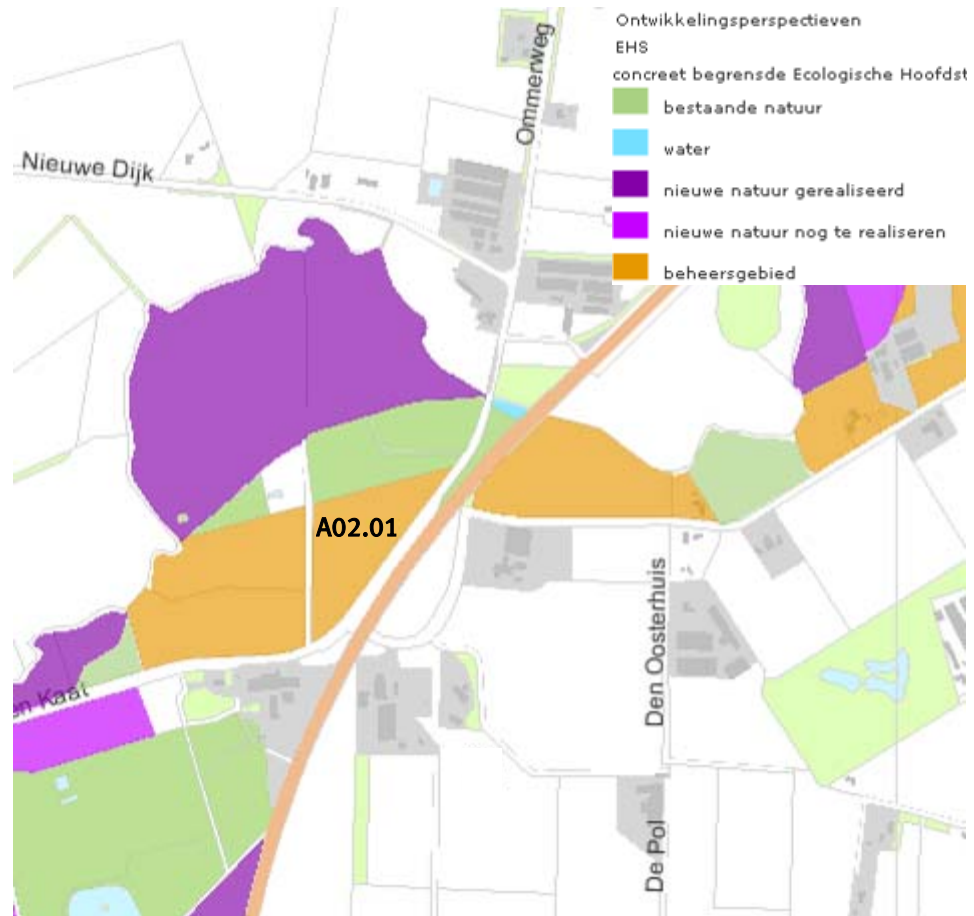 Ontwikkelingsperspectieven
EHS
concreet begrensde Ecologische Hoofdst
bestaande natuur
water
nieuwe natuur gerealiseerd
nieuwe natuur nog te realiseren
beheersgebied
Ommerweg
Nieuwe Dijk
A02.01
Den Oosterhuis
en Kaat
De Pol